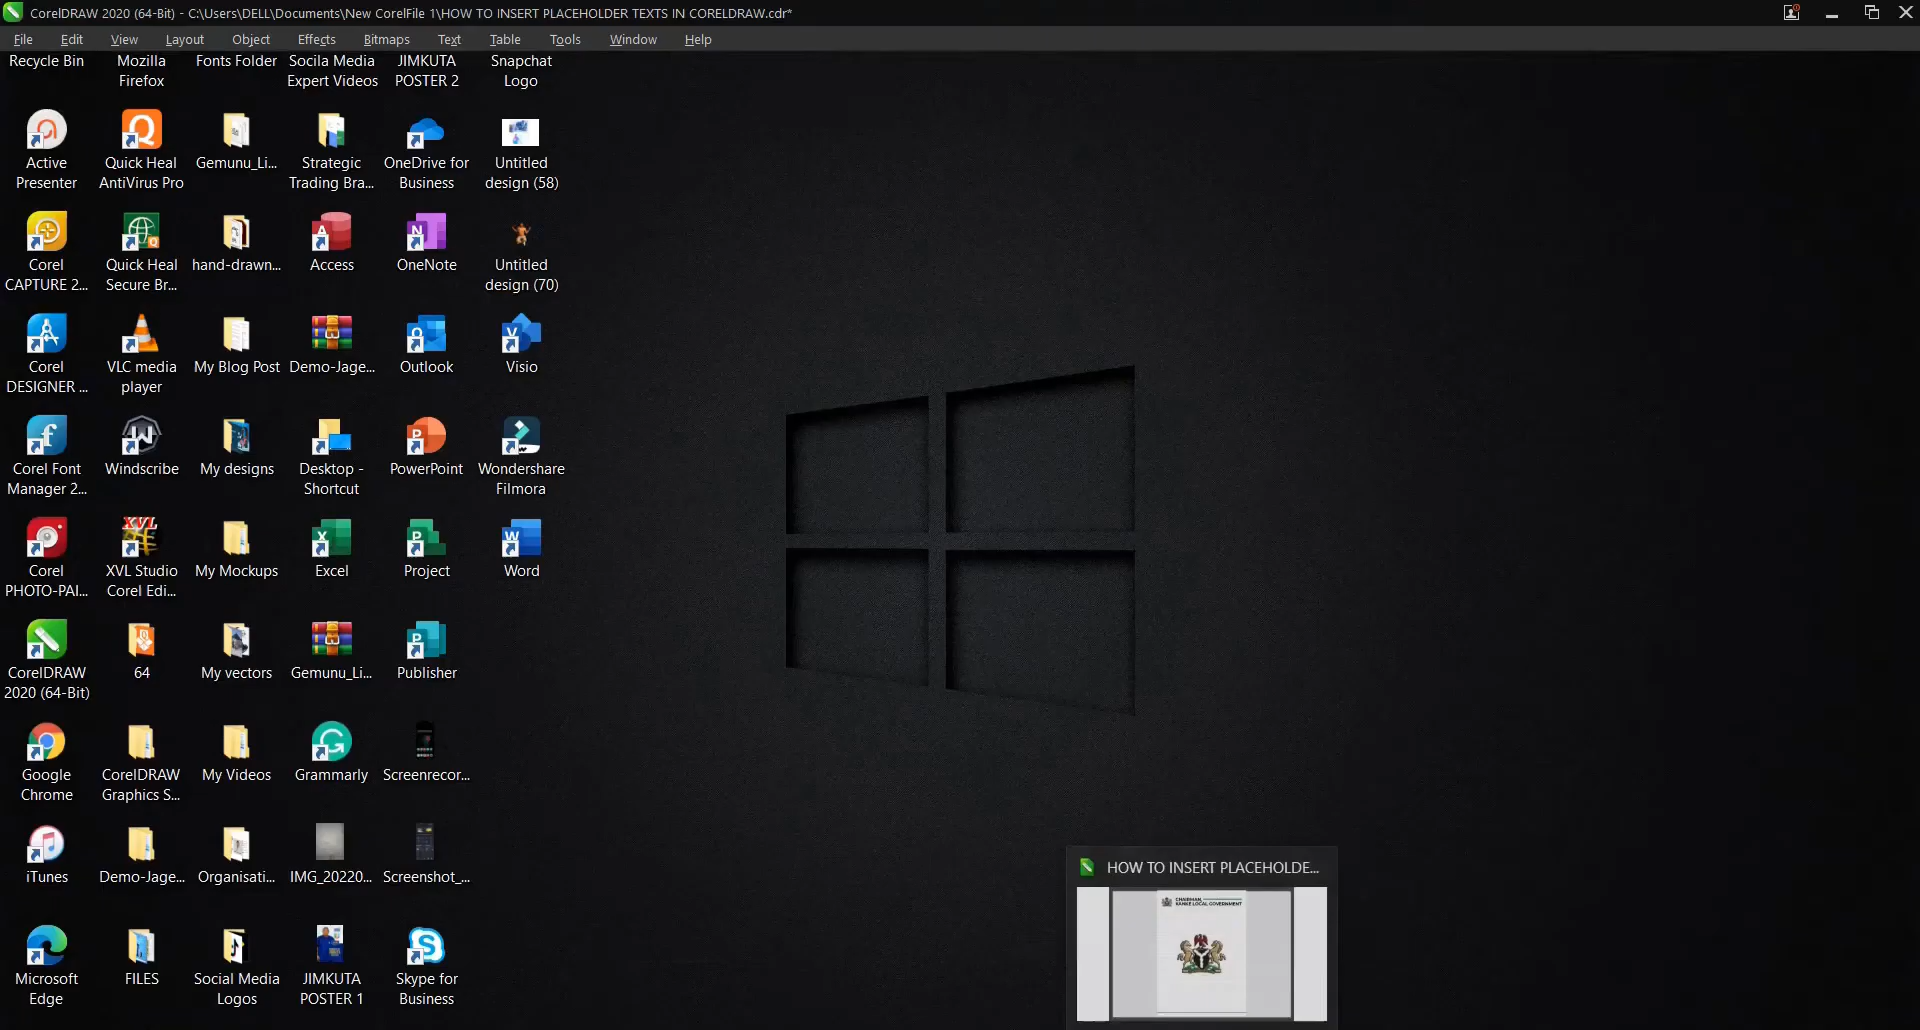 CorelDRAW 2020 (64-Bit) - C:\Users\DELL\Documents\New CorelFile 1\HOW TO INSERT PLACEHOLDER TEXTS IN CORELDRAW.cdr*
File Edit View Layout Object Effects Bitmaps Text Table Tools Window Help
Recycle Bin
Mozilla
Firefox
Fonts Folder
Socila Media
Expert Videos
JIMKUTA
POSTER 2
Snapchat
Logo
Active
Presenter
Quick Heal
AntiVirus Pro
Gemunu_Li...
Strategic
Trading Bra...
OneDrive for
Business
Untitled
design (58)
Corel
CAPTURE 2...
Quick Heal
Secure Br...
hand-drawn...
Access
OneNote
Untitled
design (70)
Corel
DESIGNER ...
VLC media
player
My Blog Post
Demo-Jage...
Outlook
Visio
Corel Font
Manager 2...
Windscribe
My designs
Desktop -
Shortcut
PowerPoint
Wondershare
Filmora
Corel
PHOTO-PAI...
XVL Studio
Corel Edi...
My Mockups
Excel
Project
Word
CorelDRAW
2020 (64-Bit)
64
My vectors
Gemunu_Li...
Publisher
Google
Chrome
CorelDRAW
Graphics S...
My Videos
Grammarly
Screenrecor...
iTunes
Demo-Jage...
Organisati...
IMG_20220...
Screenshot_...
Microsoft
Edge
FILES
Social Media
Logos
JIMKUTA
POSTER 1
Skype for
Business
HOW TO INSERT PLACEHOLDE...
CHAIRMAN,
KANKE LOCAL GOVERNMENT